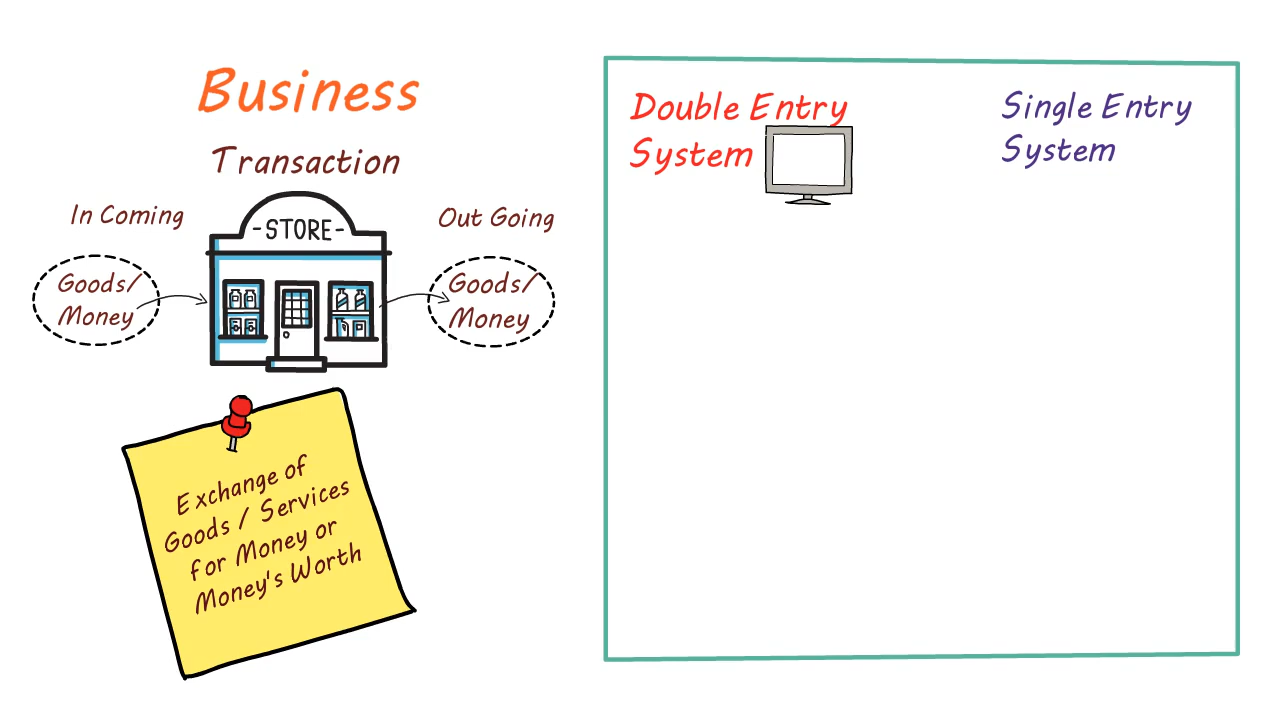 Business
Transaction
In Coming
Out Going
-STORE-
Goods/
Money
Goods/
Money
Exchange of
Goods / Services
for Money or
Money's Worth
Double Entry
System
Single Entry
System